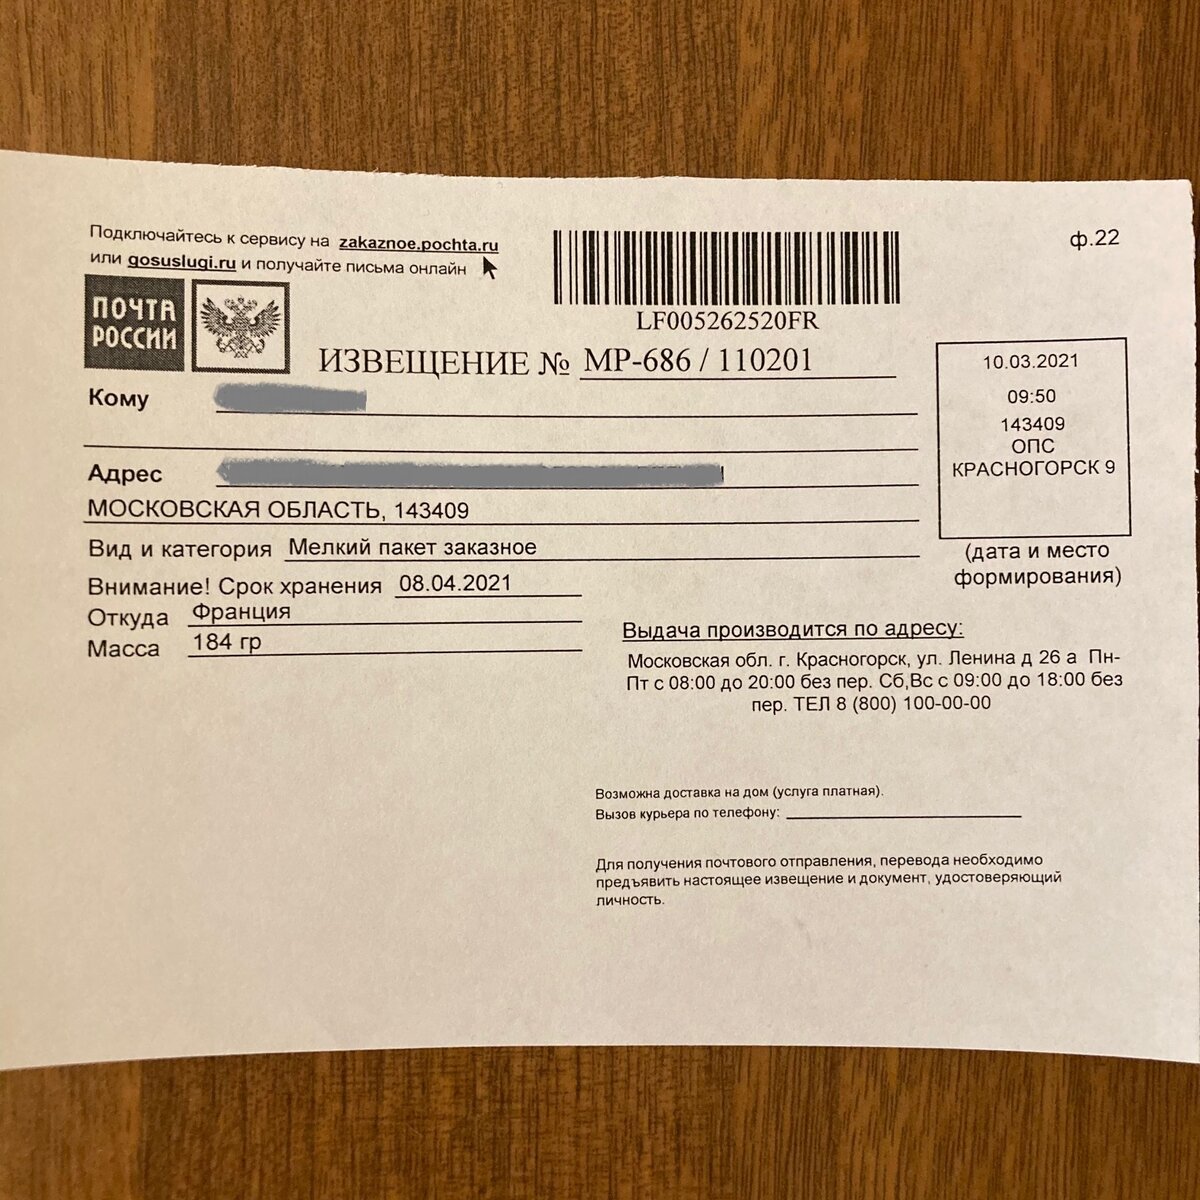 Подключайтесь к сервису на zakaznoe.pochta.ru
или gosuslugi.ru и получайте письма онлайн
ПОЧТА
РОССИИ
LF005262520FR
ф.22
ИЗВЕЩЕНИЕ № МР-686 / 110201
10.03.2021
09:50
143409
ОПС
КРАСНОГОРСК 9
(дата и место
формирования)
Кому
Адрес
МОСКОВСКАЯ ОБЛАСТЬ, 143409
Вид и категория Мелкий пакет заказное
Внимание! Срок хранения 08.04.2021
Откуда Франция
Масса 184 гр
Выдача производится по адресу:
Московская обл. г. Красногорск, ул. Ленина д 26 а Пн-
Пт с 08:00 до 20:00 без пер. Сб,Вс с 09:00 до 18:00 без
пер. ТЕЛ 8 (800) 100-00-00
Возможна доставка на дом (услуга платная).
Вызов курьера по телефону:
Для получения почтового отправления, перевода необходимо
предъявить настоящее извещение и документ, удостоверяющий
личность.